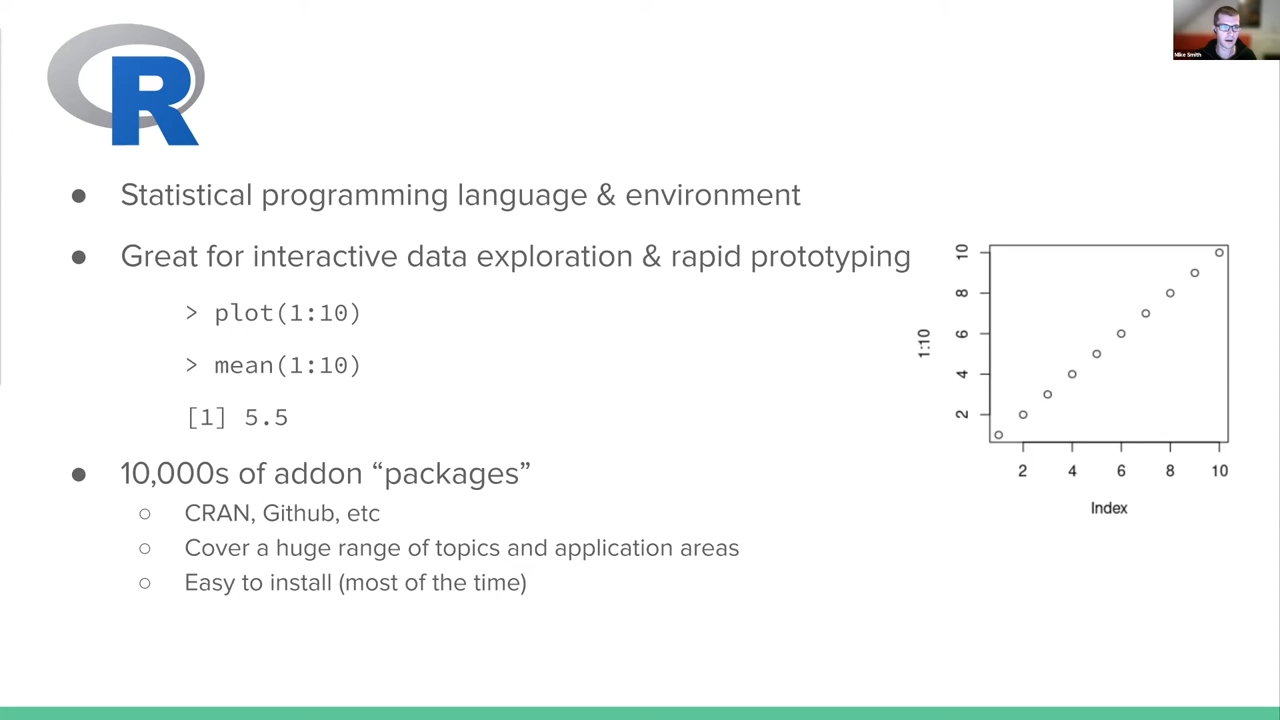 Mike Smith
R
Statistical programming language & environment
Great for interactive data exploration & rapid prototyping
> plot(1:10)
> mean(1:10)
[1] 5.5
10,000s of addon “packages”
CRAN, Github, etc
Cover a huge range of topics and application areas
Easy to install (most of the time)
1:10
10
8
6
4
2
2 4 6 8 10
Index